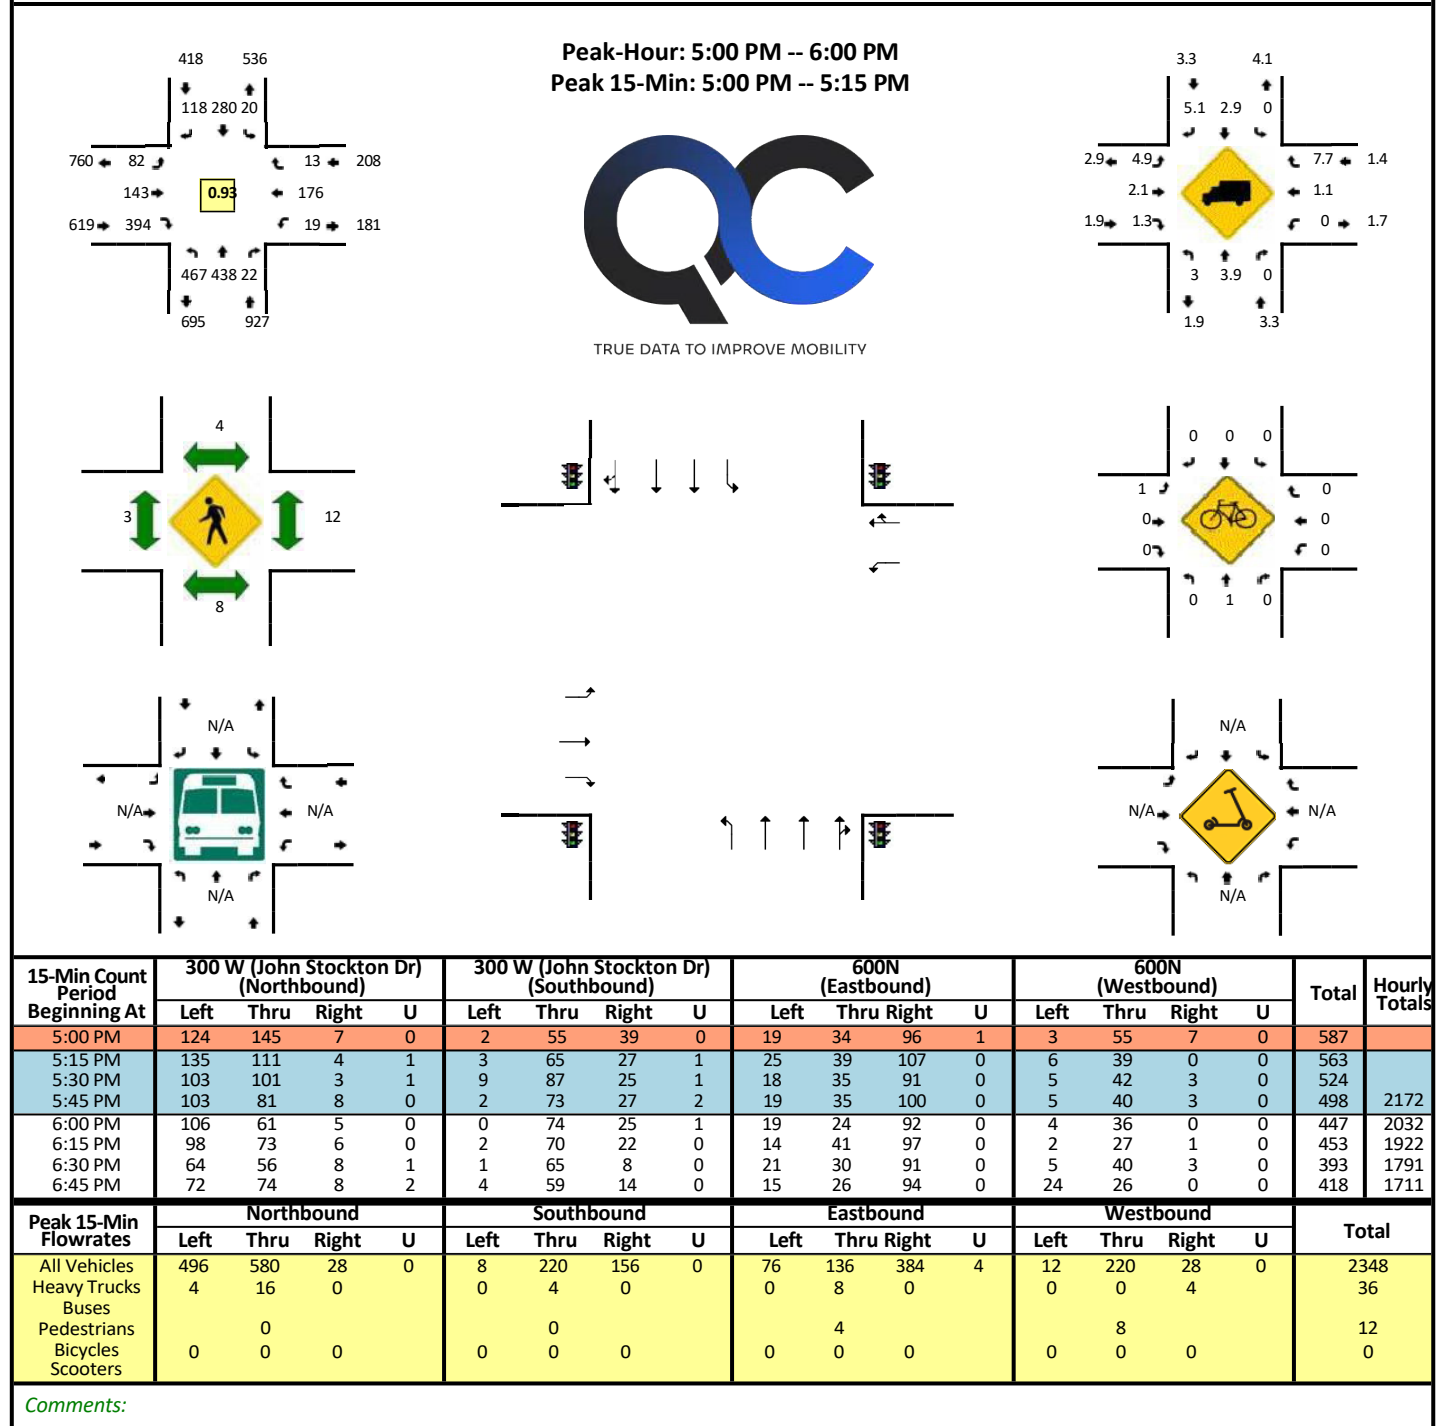 Peak-Hour: 5:00 PM -- 6:00 PM
Peak 15-Min: 5:00 PM -- 5:15 PM
418 536
118 280 20
760 82 13 208
143 0.93 176
619 394 19 181
467 438 22
695 927
TRUE DATA TO IMPROVE MOBILITY
3.3 4.1
5.1 2.9 0
2.9 4.9 7.7 1.4
2.1 1.1
1.9 1.3 0 1.7
3 3.9 0
1.9 3.3
4
3 12
8
0 0 0
1 0
0 0
0 0
0 1 0
N/A
N/A N/A
N/A
N/A
N/A N/A
N/A
15-Min Count Period Beginning At 300 W (John Stockton Dr) (Northbound) 300 W (John Stockton Dr) (Southbound) 600N (Eastbound) 600N (Westbound) Total Hourly Totals
Left Thru Right U Left Thru Right U Left Thru Right U Left Thru Right U
5:00 PM 124 145 7 0 2 55 39 0 19 34 96 1 3 55 7 0 587
5:15 PM 135 111 4 1 3 65 27 1 25 39 107 0 6 39 0 0 563
5:30 PM 103 101 3 1 9 87 25 1 18 35 91 0 5 42 3 0 524
5:45 PM 103 81 8 0 2 73 27 2 19 35 100 0 5 40 3 0 498 2172
6:00 PM 106 61 5 0 0 74 25 1 19 24 92 0 4 36 0 0 447 2032
6:15 PM 98 73 6 0 2 70 22 0 14 41 97 0 2 27 1 0 453 1922
6:30 PM 64 56 8 1 1 65 8 0 21 30 91 0 5 40 3 0 393 1791
6:45 PM 72 74 8 2 4 59 14 0 15 26 94 0 24 26 0 0 418 1711
Peak 15-Min Flowrates Northbound Southbound Eastbound Westbound Total
Left Thru Right U Left Thru Right U Left Thru Right U Left Thru Right U
All Vehicles 496 580 28 0 8 220 156 0 76 136 384 4 12 220 28 0 2348
Heavy Trucks 4 16 0 0 4 0 0 8 0 0 0 4 36
Buses
Pedestrians 0 0 4 8 12
Bicycles 0 0 0 0 0 0 0 0 0 0 0 0 0
Scooters
Comments: